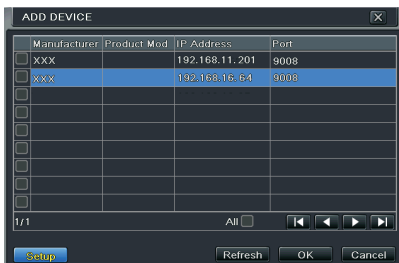 ADD DEVICE
Manufacturer Product Mod IP Address Port
XXX 192.168.11.201 9008
xxx 192.168.16.64 9008
1/1 All
Setup Refresh OK Cancel